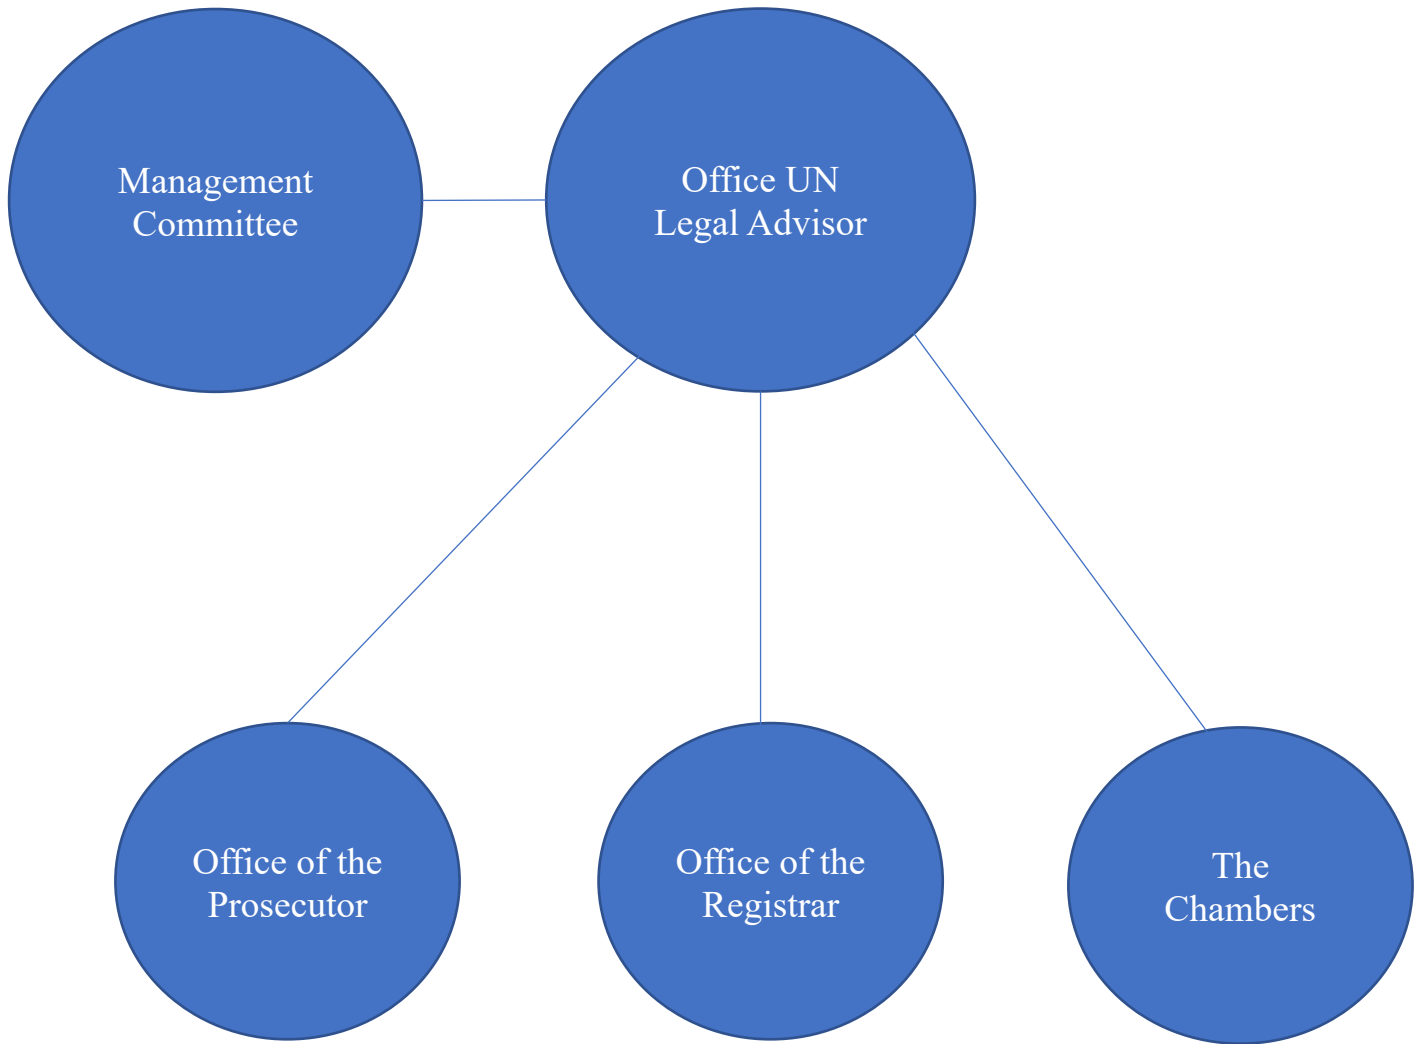 Management
Committee
Office UN
Legal Advisor
Office of the
Prosecutor
Office of the
Registrar
The
Chambers